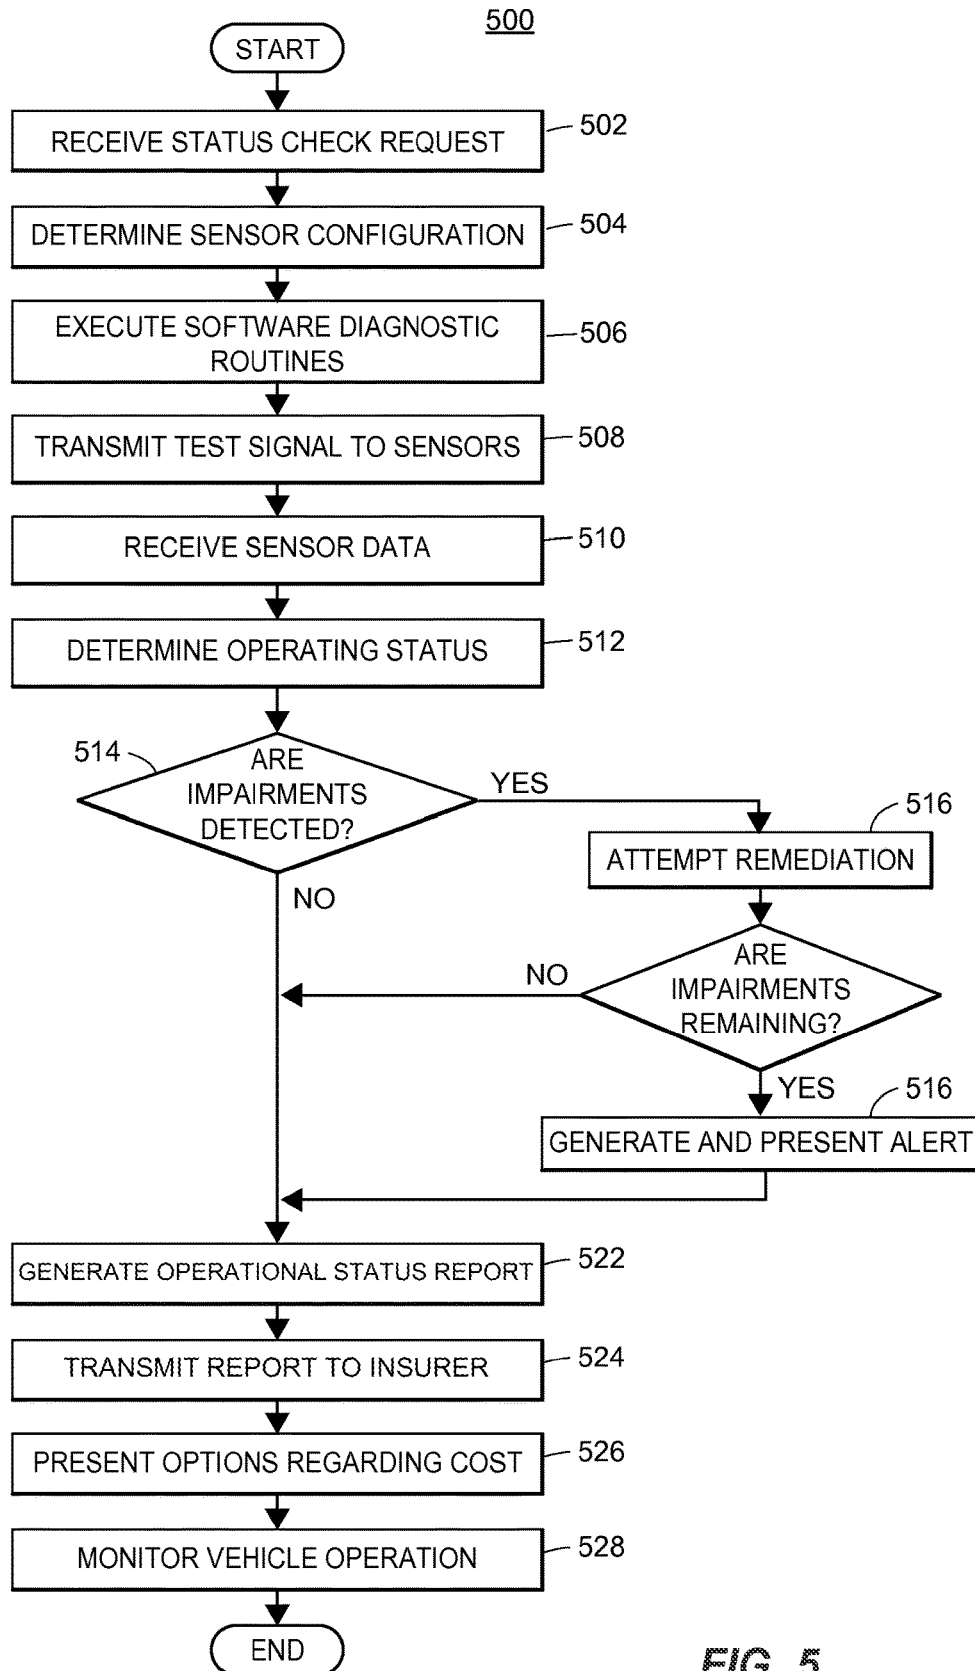 500
START
RECEIVE STATUS CHECK REQUEST
502
DETERMINE SENSOR CONFIGURATION
504
EXECUTE SOFTWARE DIAGNOSTIC
ROUTINES
506
TRANSMIT TEST SIGNAL TO SENSORS
508
RECEIVE SENSOR DATA
510
DETERMINE OPERATING STATUS
512
514
ARE
IMPAIRMENTS
DETECTED?
YES
NO
516
ATTEMPT REMEDIATION
ARE
IMPAIRMENTS
REMAINING?
NO
YES
516
GENERATE AND PRESENT ALERT
GENERATE OPERATIONAL STATUS REPORT
522
TRANSMIT REPORT TO INSURER
524
PRESENT OPTIONS REGARDING COST
526
MONITOR VEHICLE OPERATION
528
END
FIG. 5